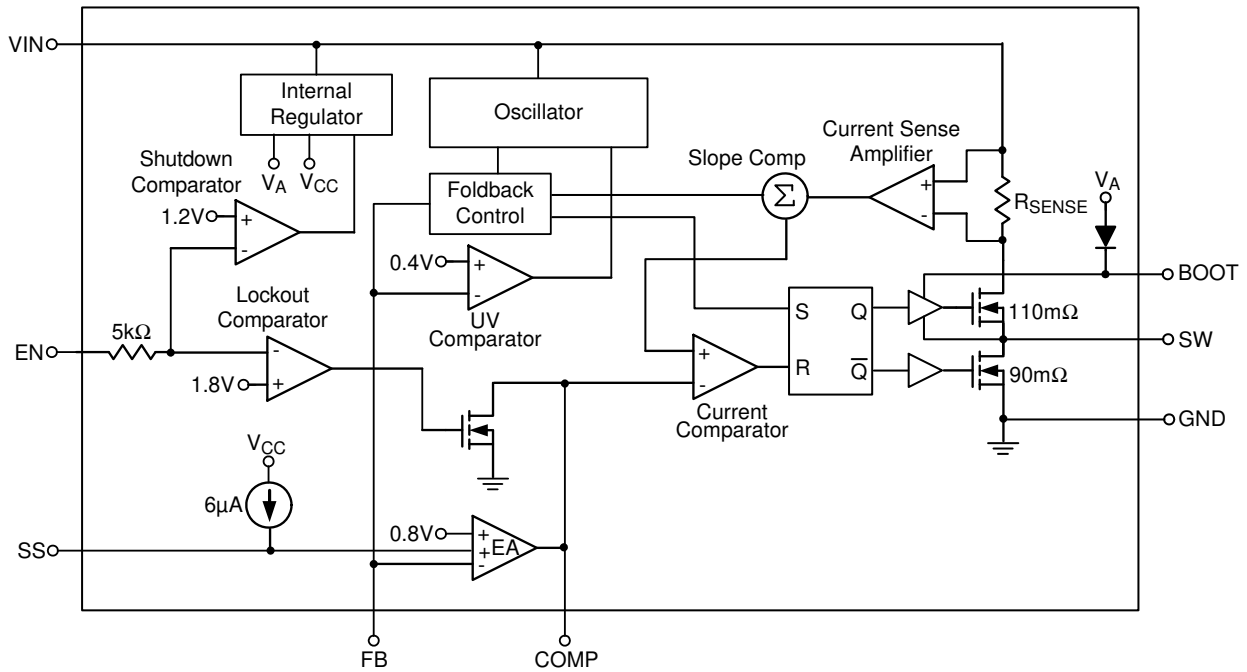 VIN
Internal
Regulator
Oscillator
Current Sense
Amplifier
Shutdown
Comparator
VA
VCC
Slope Comp
Foldback
Control
Σ
+
-
RSENSE
VA
1.2V
+
-
0.4V
+
-
UV
Comparator
BOOT
Lockout
Comparator
S
Q
110mΩ
5kΩ
EN
-
+
1.8V
+
-
Current
Comparator
R
Q
90mΩ
SW
GND
VCC
6µA
0.8V
+
+
-
EA
SS
FB
COMP